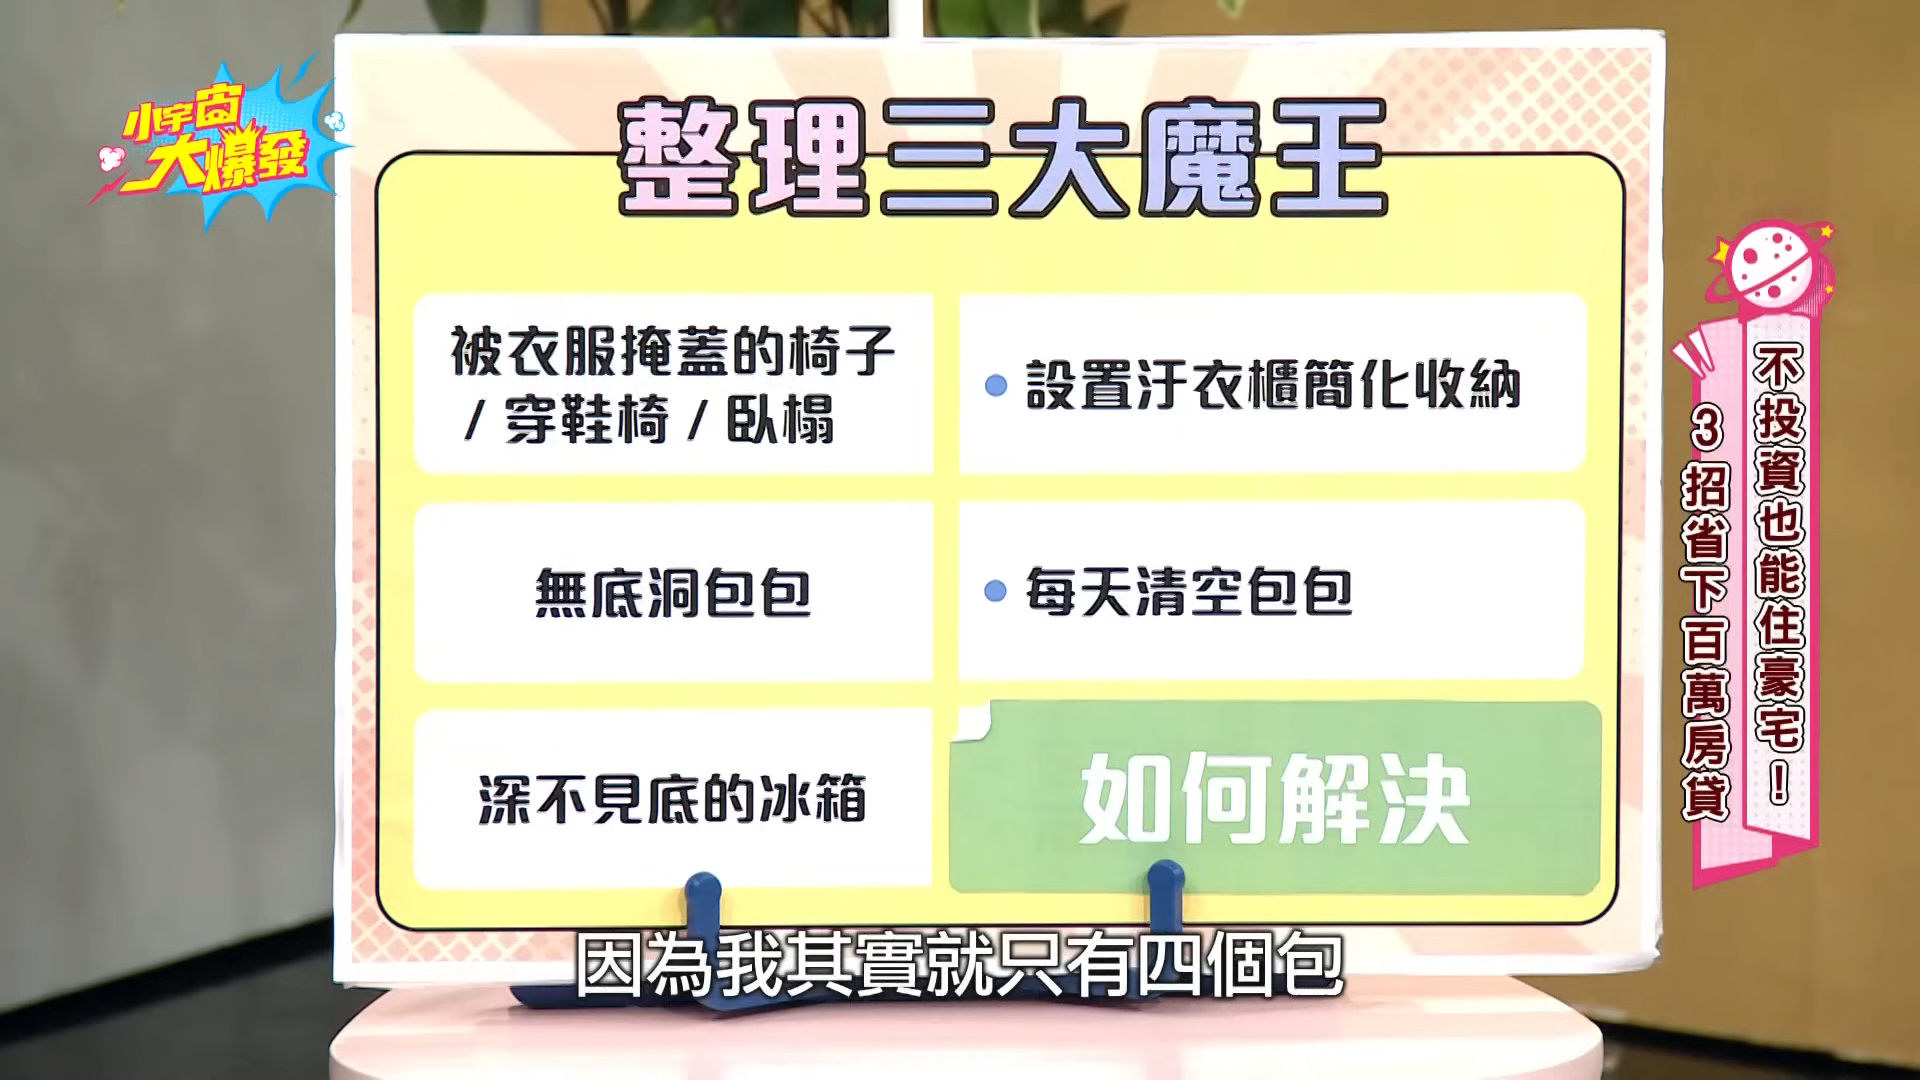 小宇宙
大爆發
整理三大魔王
被衣服掩蓋的椅子
/ 穿鞋椅 / 臥榻
• 設置汙衣櫃簡化收納
無底洞包包
• 每天清空包包
深不見底的冰箱
如何解決
不投資也能住豪宅！
3招省下百萬房貸
因為我其實就只有四個包